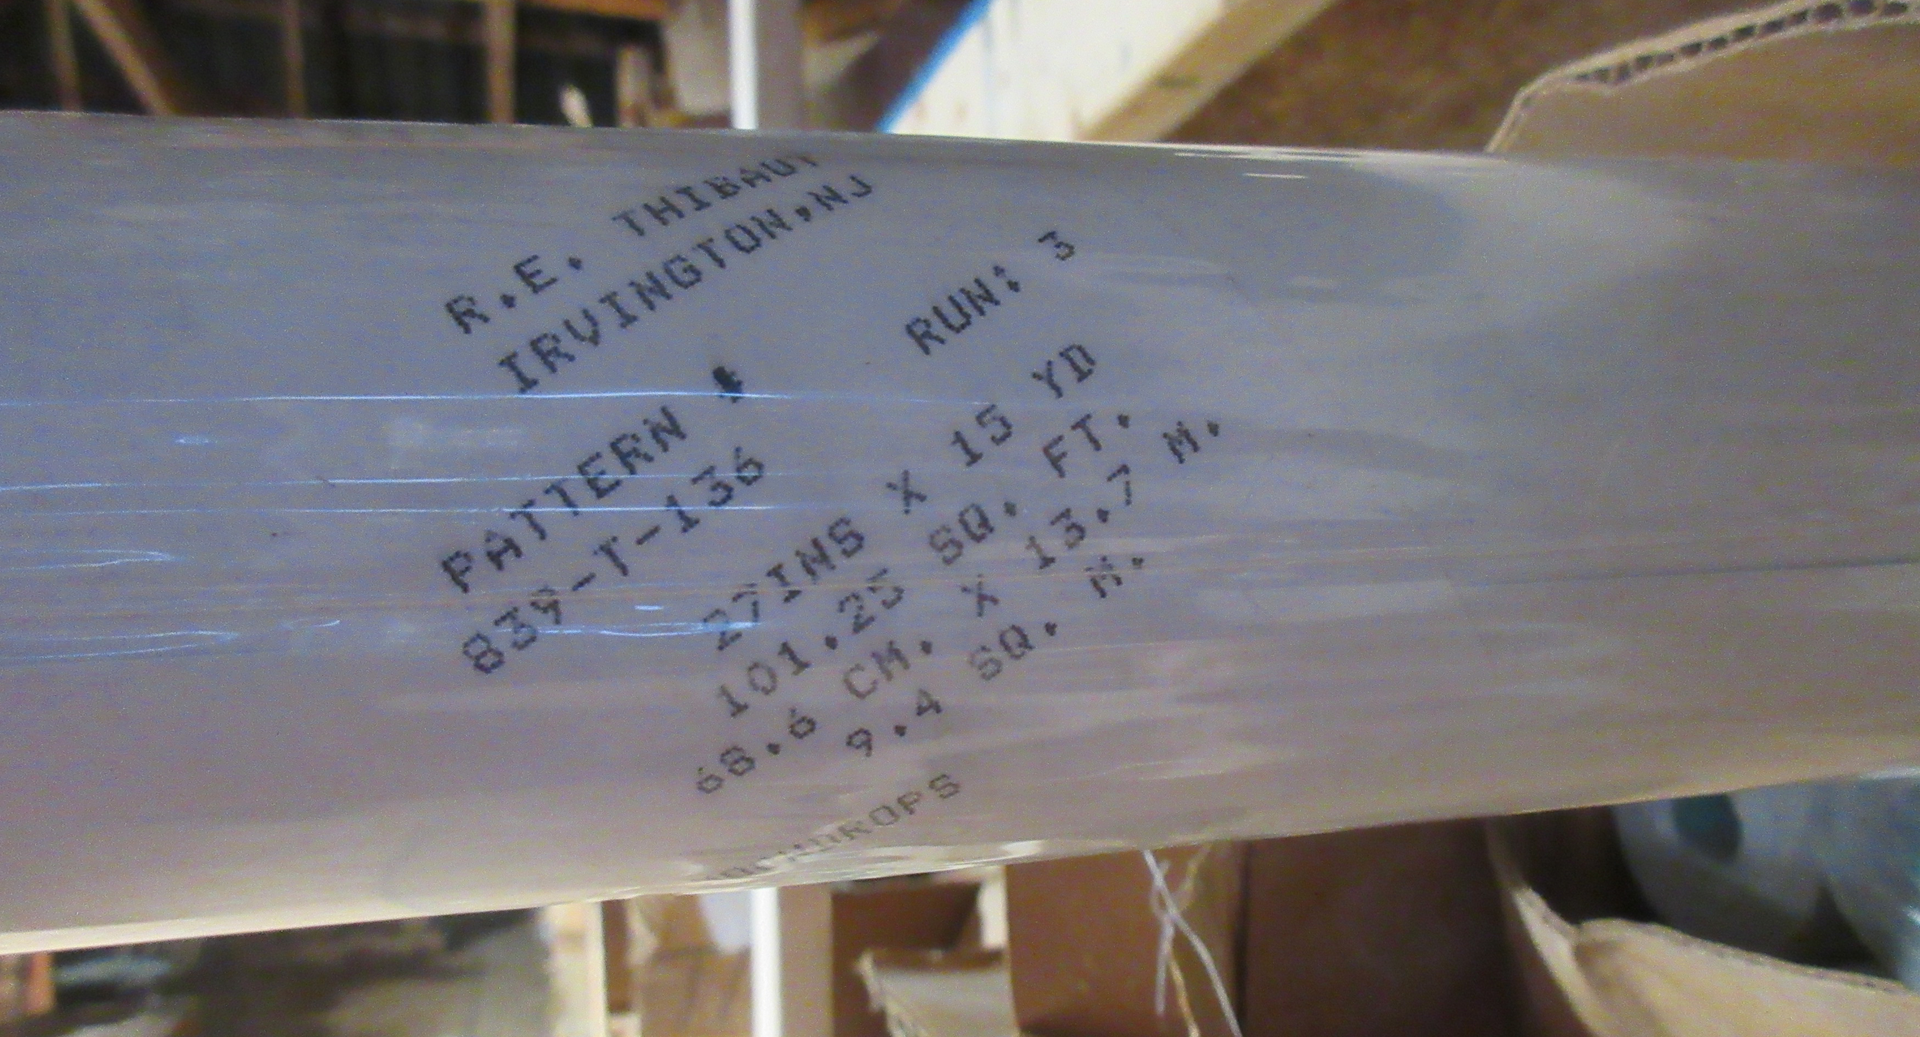 R.E. THIBAUT
IRVINGTON,NJ
PATTERN # RUN: 3
839-T-136
27INS X 15 YD
101.25 SQ. FT.
68.6 CM. X 13.7 M.
9.4 SQ. M.